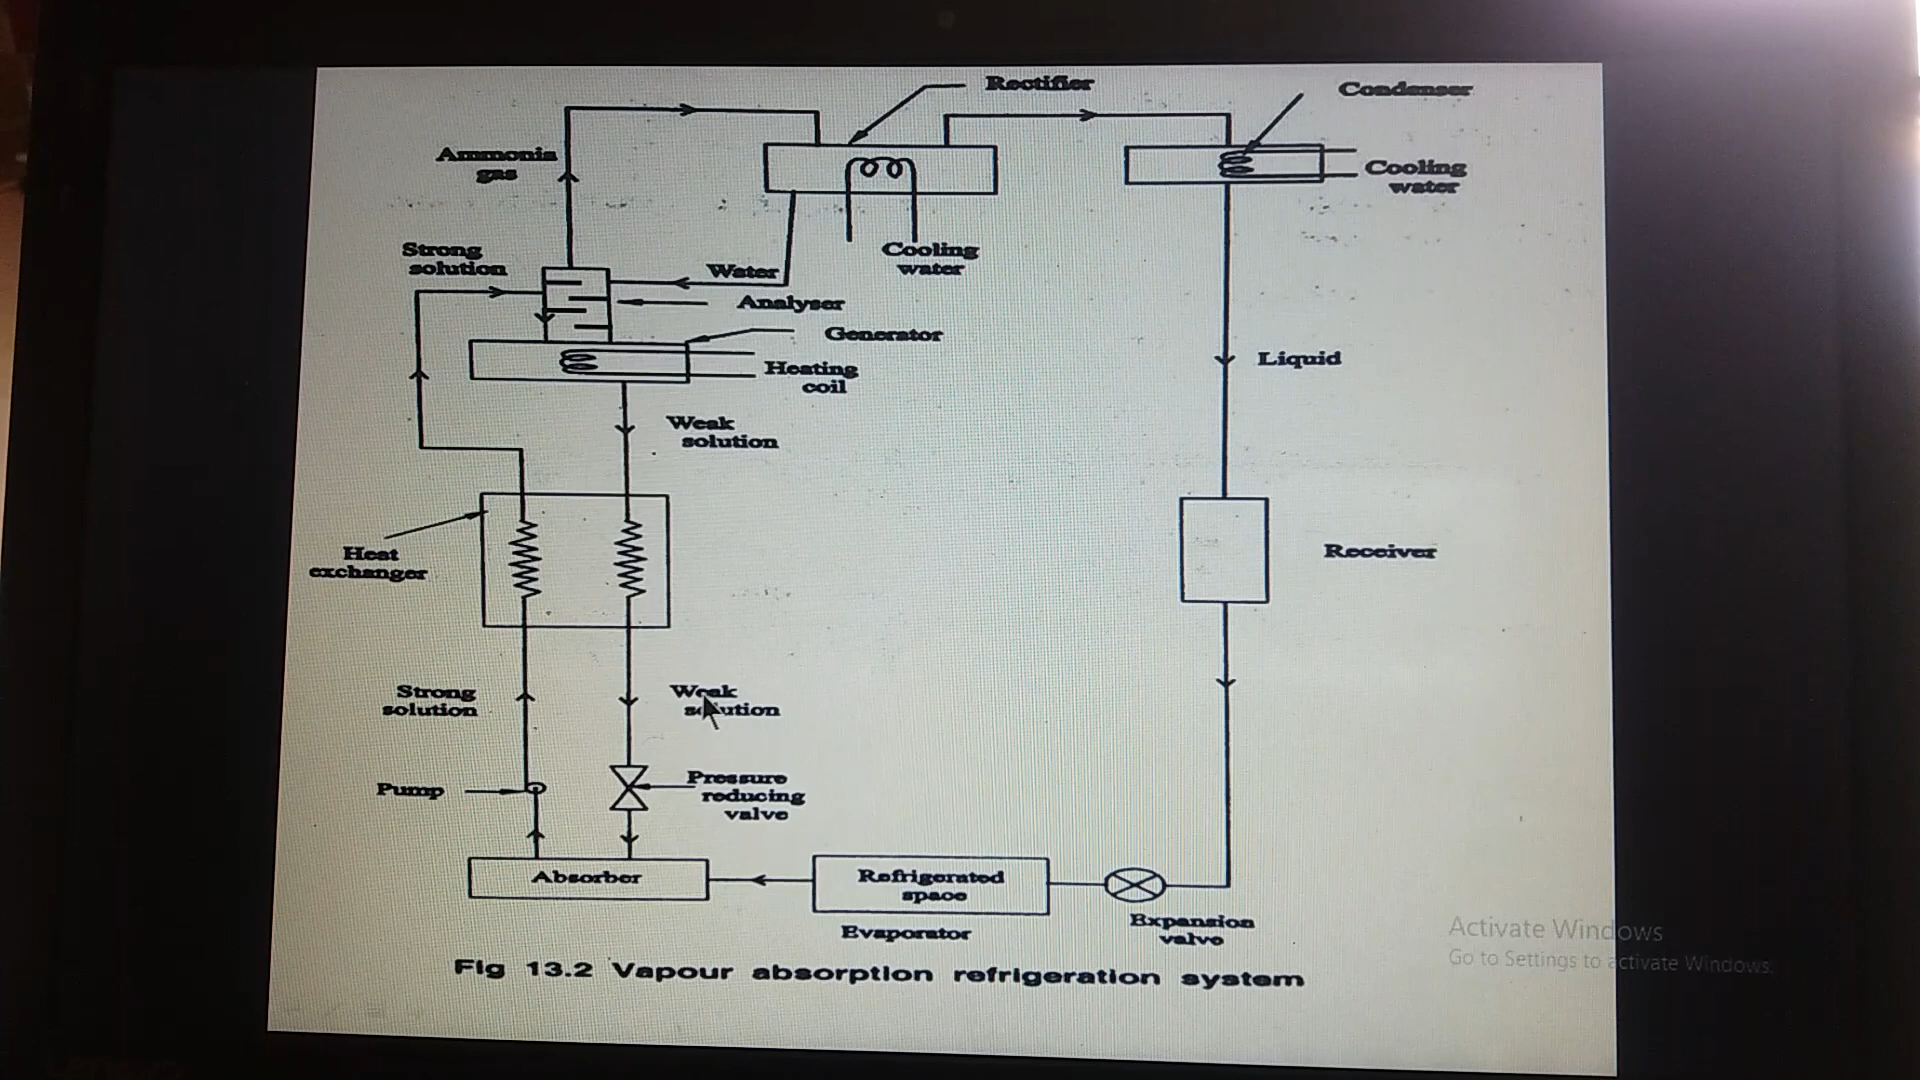 Rectifier
Condenser
Ammonia
gas
Cooling
water
Strong
solution
Cooling
water
Water
Analyser
Generator
Heating
coil
Liquid
Weak
solution
Heat
exchanger
Receiver
Strong
solution
Weak
solution
Pump
Pressure
reducing
valve
Absorber
Refrigerated
space
Evaporator
Expansion
valve
Fig 13.2 Vapour absorption refrigeration system
Activate Windows
Go to Settings to activate Windows.